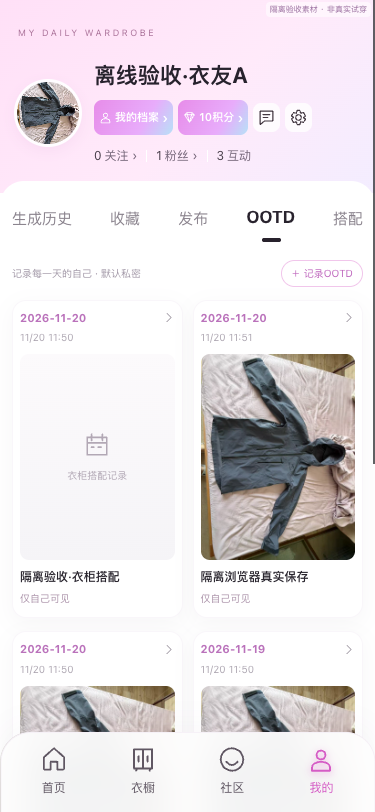 隔离验收素材 · 非真实试穿
MY DAILY WARDROBE
离线验收·衣友A
我的档案 ›
10积分 ›
0 关注 ›
1 粉丝 ›
3 互动
生成历史 收藏 发布 OOTD 搭配
记录每一天的自己 · 默认私密
+ 记录OOTD
2026-11-20
11/20 11:50
衣柜搭配记录
隔离验收·衣柜搭配
仅自己可见
2026-11-20
11/20 11:51
隔离浏览器真实保存
仅自己可见
2026-11-20
11/20 11:50
2026-11-19
11/20 11:50
首页 衣橱 社区 我的